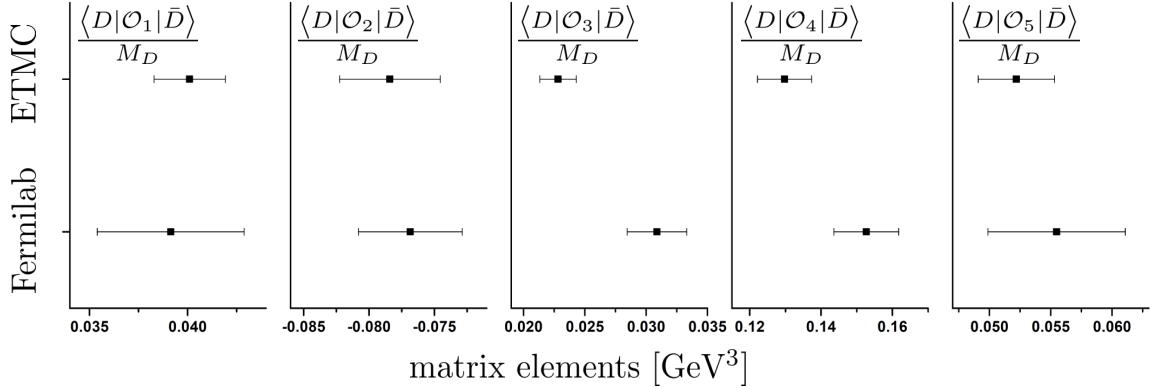 ⟨D|𝒪₁|D̄⟩ ⟨D|𝒪₂|D̄⟩ ⟨D|𝒪₃|D̄⟩ ⟨D|𝒪₄|D̄⟩ ⟨D|𝒪₅|D̄⟩
M_D M_D M_D M_D M_D
ETMC
Fermilab
0.035 0.040 -0.085 -0.080 -0.075 0.020 0.025 0.030 0.035 0.12 0.14 0.16 0.050 0.055 0.060
matrix elements [GeV³]